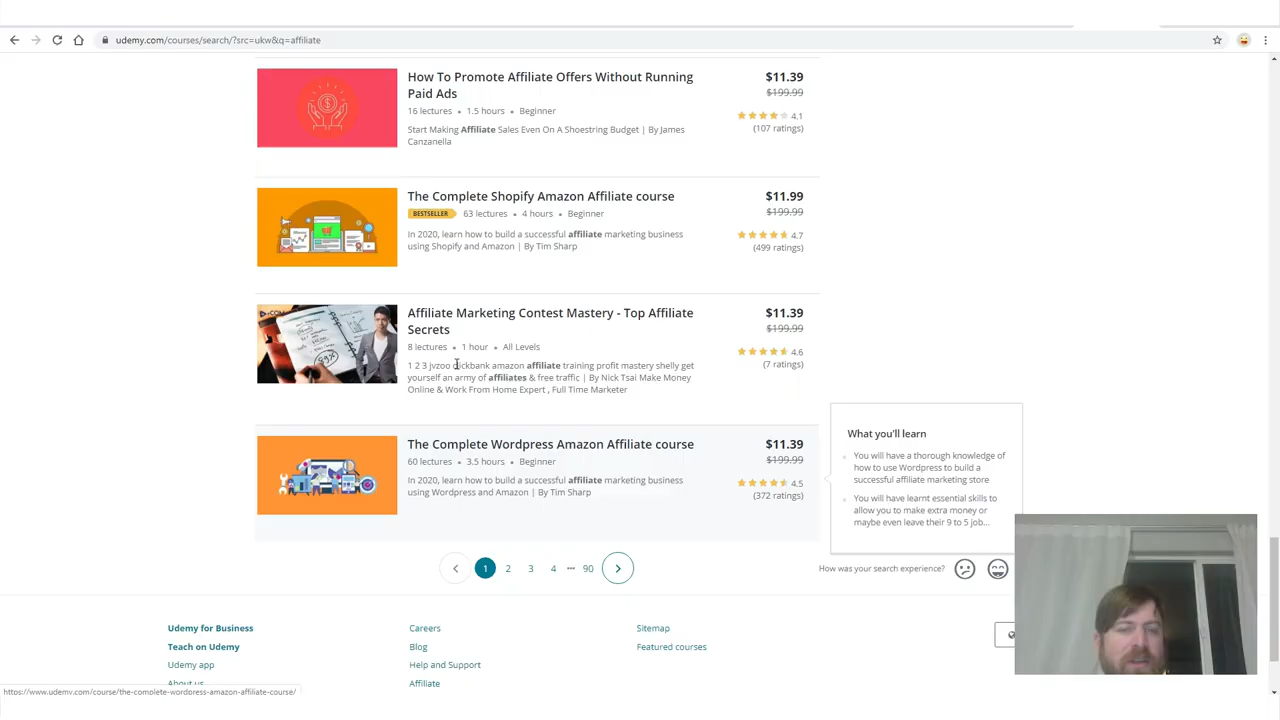 udemy.com/courses/search/?src=ukw&q=affiliate
How To Promote Affiliate Offers Without Running
Paid Ads
16 lectures • 1.5 hours • Beginner
Start Making Affiliate Sales Even On A Shoestring Budget | By James
Canzanella
$11.39
$199.99
4.1
(107 ratings)
The Complete Shopify Amazon Affiliate course
BESTSELLER 63 lectures • 4 hours • Beginner
In 2020, learn how to build a successful affiliate marketing business
using Shopify and Amazon | By Tim Sharp
$11.99
$199.99
4.7
(499 ratings)
Affiliate Marketing Contest Mastery - Top Affiliate
Secrets
8 lectures • 1 hour • All Levels
1 2 3 jvzoo clickbank amazon affiliate training profit mastery shelly get
yourself an army of affiliates & free traffic | By Nick Tsai Make Money
Online & Work From Home Expert , Full Time Marketer
$11.39
$199.99
4.6
(7 ratings)
The Complete Wordpress Amazon Affiliate course
60 lectures • 3.5 hours • Beginner
In 2020, learn how to build a successful affiliate marketing business
using Wordpress and Amazon | By Tim Sharp
$11.39
$199.99
4.5
(372 ratings)
What you'll learn
You will have a thorough knowledge of
how to use Wordpress to build a
successful affiliate marketing store
You will have learnt essential skills to
allow you to make extra money or
maybe even leave their 9 to 5 job...
1 2 3 4 ••• 90
How was your search experience?
Udemy for Business
Teach on Udemy
Udemy app
About us
Careers
Blog
Help and Support
Affiliate
Sitemap
Featured courses
https://www.udemy.com/course/the-complete-wordpress-amazon-affiliate-course/